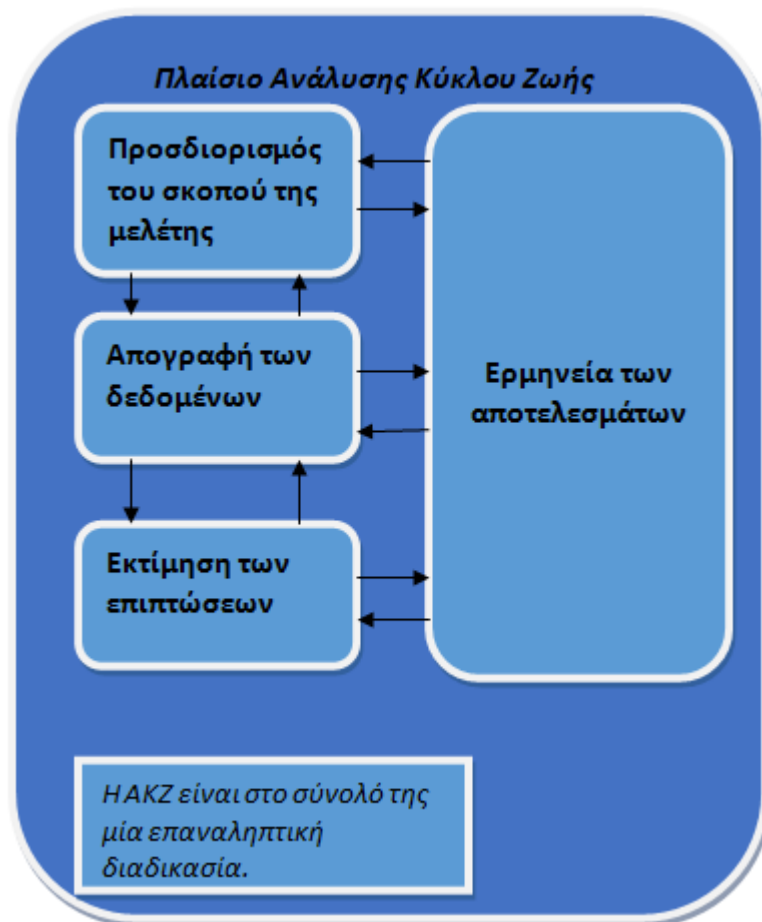 Πλαίσιο Ανάλυσης Κύκλου Ζωής
Προσδιορισμός
του σκοπού της
μελέτης
Απογραφή των
δεδομένων
Εκτίμηση των
επιπτώσεων
Ερμηνεία των
αποτελεσμάτων
Η ΑΚΖ είναι στο σύνολό της
μία επαναληπτική
διαδικασία.